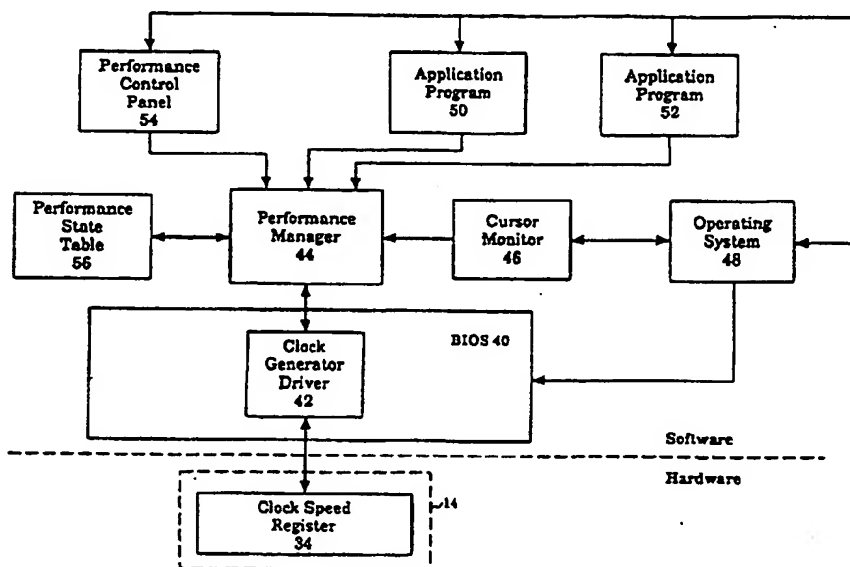 Performance
Control
Panel
54
Application
Program
50
Application
Program
52
Performance
State
Table
56
Performance
Manager
44
Cursor
Monitor
46
Operating
System
48
BIOS 40
Clock
Generator
Driver
42
Software
Hardware
14
Clock Speed
Register
34